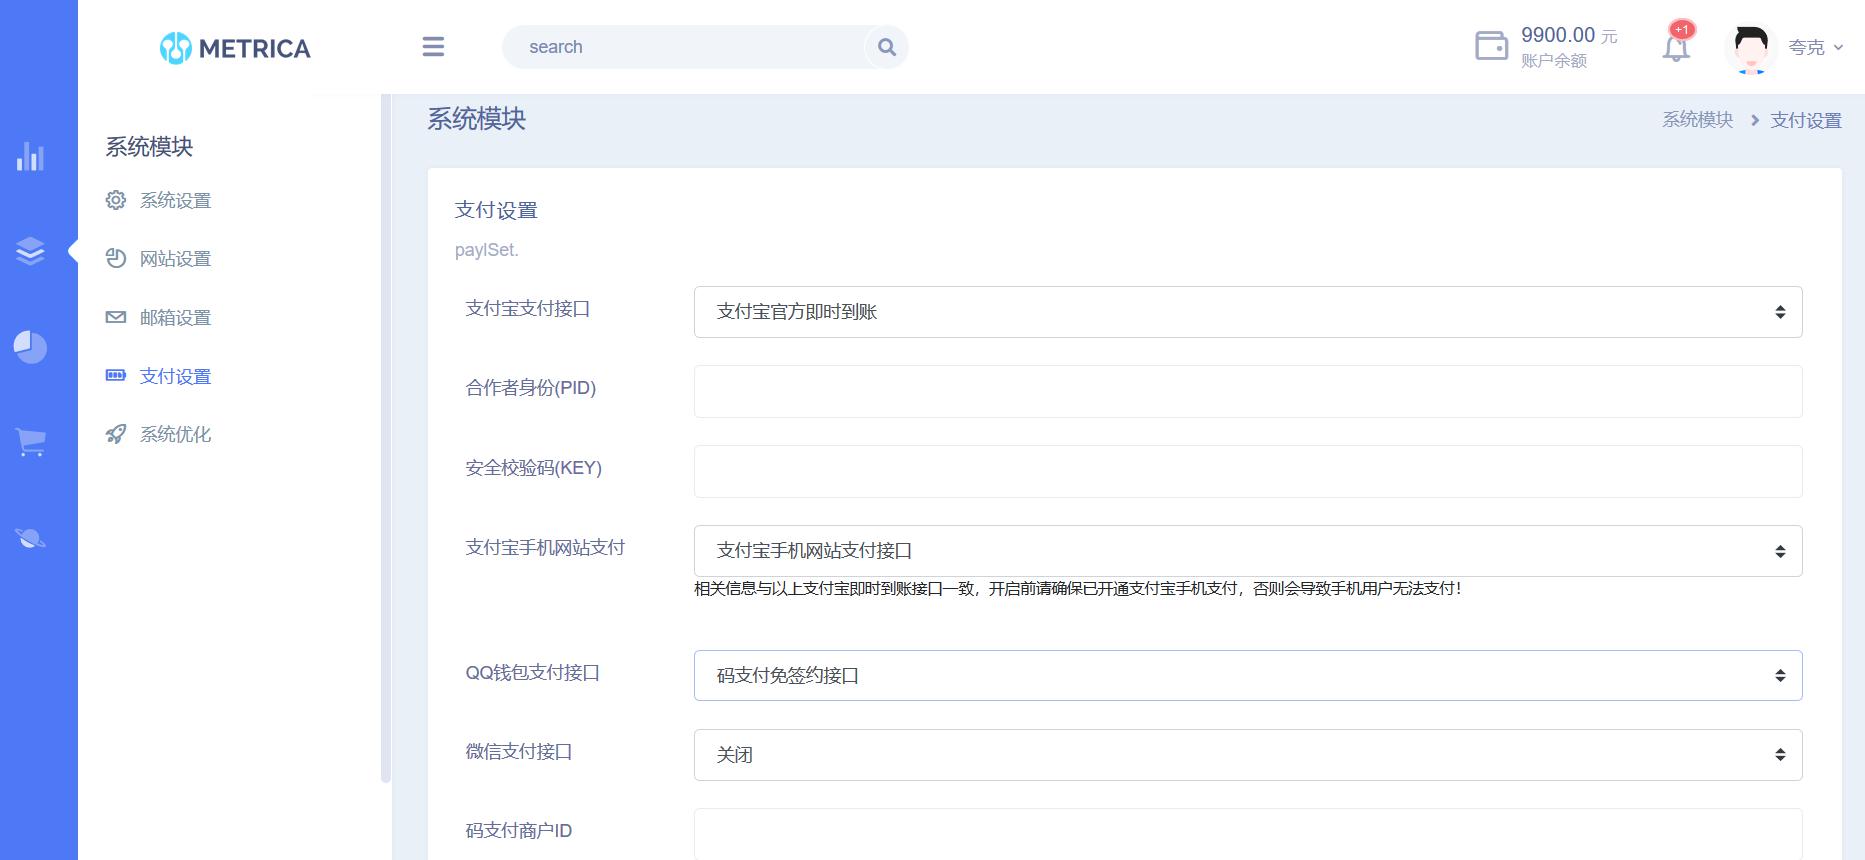 METRICA
search
9900.00 元
账户余额
+1
夸克
系统模块
系统设置
网站设置
邮箱设置
支付设置
系统优化
系统模块
系统模块 > 支付设置
支付设置
paylSet.
支付宝支付接口
支付宝官方即时到账
合作者身份(PID)
安全校验码(KEY)
支付宝手机网站支付
支付宝手机网站支付接口
相关信息与以上支付宝即时到账接口一致，开启前请确保已开通支付宝手机支付，否则会导致手机用户无法支付！
QQ钱包支付接口
码支付免签约接口
微信支付接口
关闭
码支付商户ID